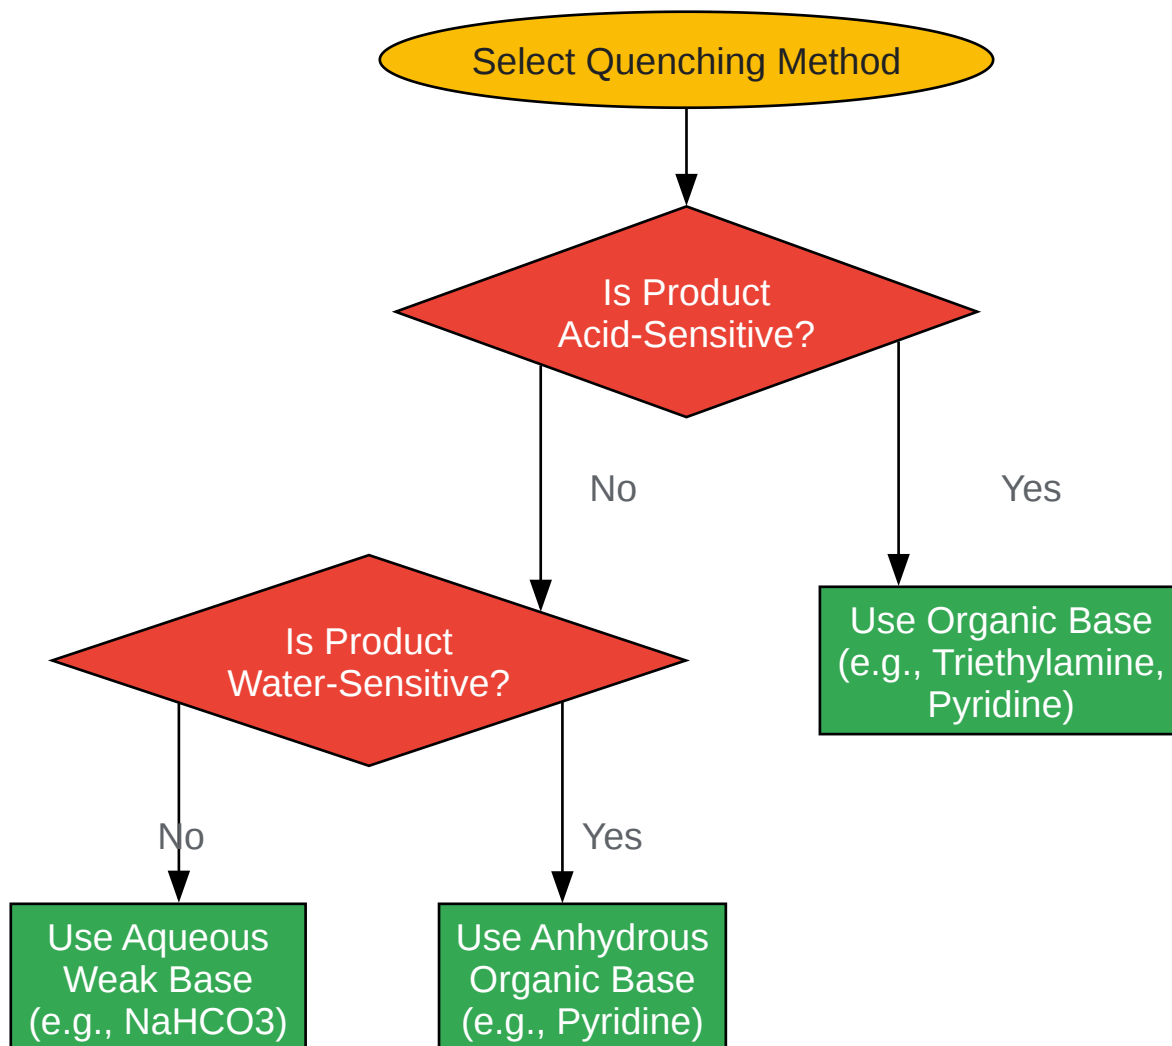 Select Quenching Method
Is Product
Acid-Sensitive?
No
Yes
Is Product
Water-Sensitive?
Use Organic Base
(e.g., Triethylamine,
Pyridine)
No
Yes
Use Aqueous
Weak Base
(e.g., NaHCO3)
Use Anhydrous
Organic Base
(e.g., Pyridine)